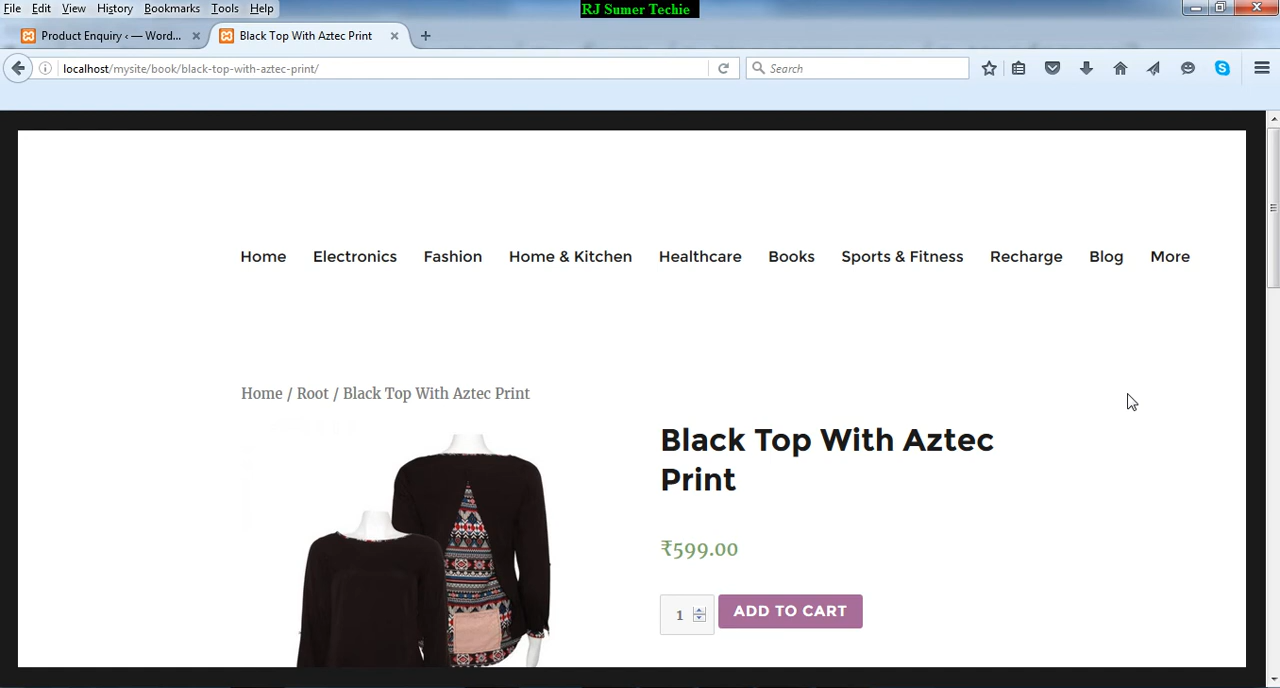 File Edit View History Bookmarks Tools Help
RJ Sumer Techie
Product Enquiry ‹ — Word...
Black Top With Aztec Print
localhost/mysite/book/black-top-with-aztec-print/
Search
Home Electronics Fashion Home & Kitchen Healthcare Books Sports & Fitness Recharge Blog More
Home / Root / Black Top With Aztec Print
Black Top With Aztec
Print
₹599.00
1
ADD TO CART